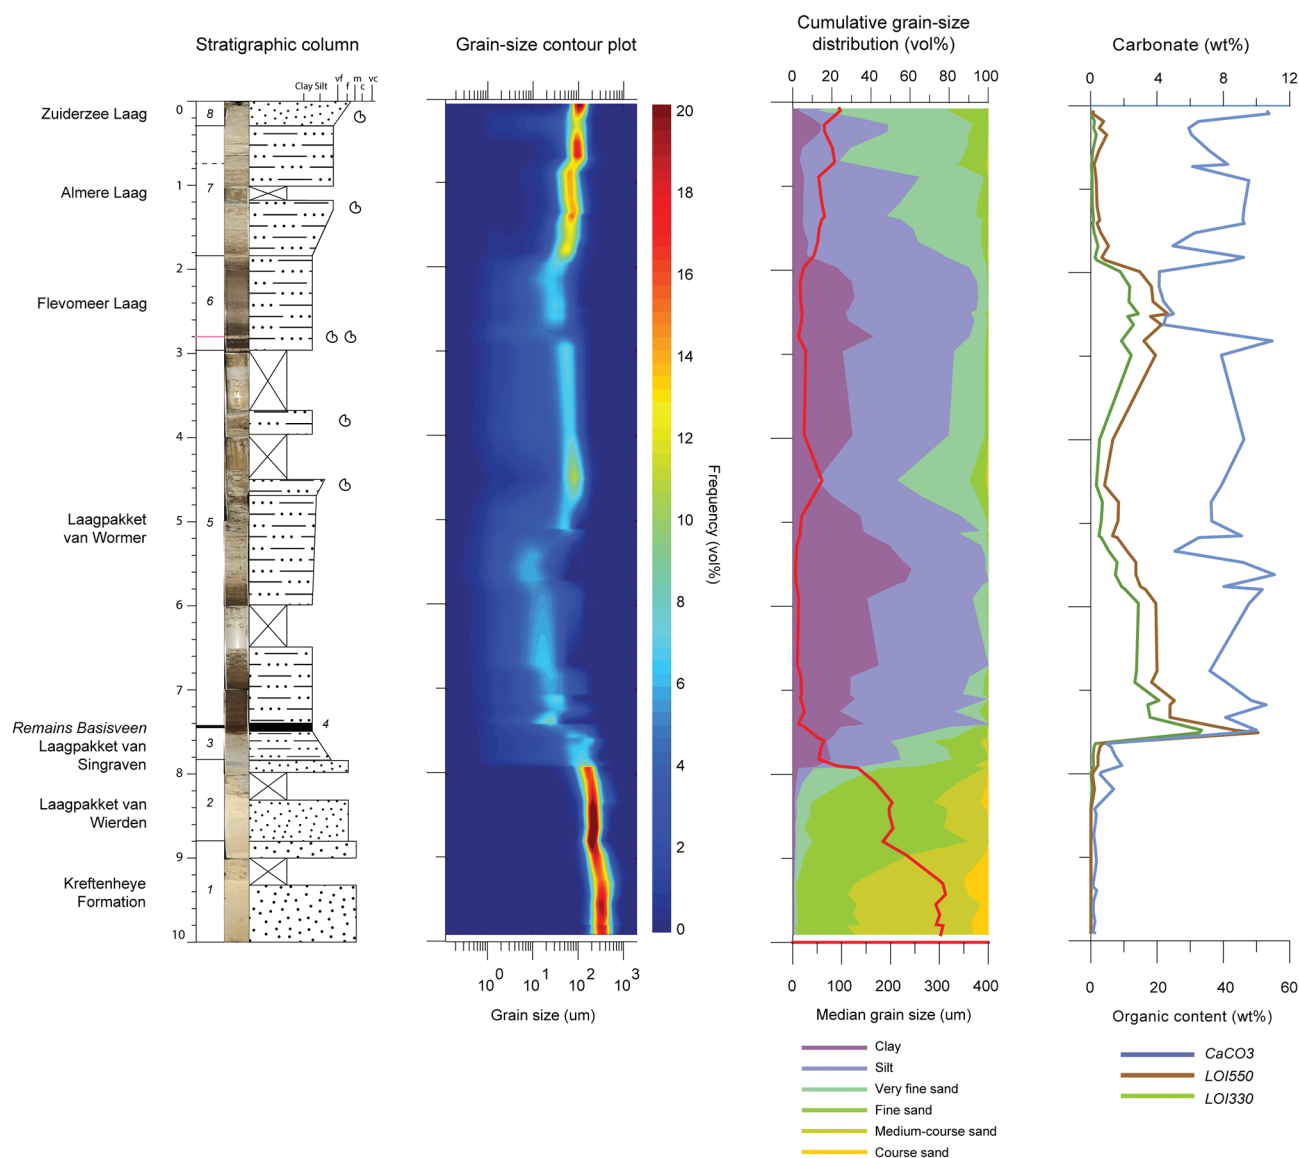 Stratigraphic column
Clay Silt vf f m c vc
Zuiderzee Laag
Almere Laag
Flevomeer Laag
Laagpakket
van Wormer
Remains Basisveen
Laagpakket van
Singraven
Laagpakket van
Wierden
Kreftenheye
Formation
0
1
2
3
4
5
6
7
8
9
10
8
7
6
5
4
3
2
1
Grain-size contour plot
10^0 10^1 10^2 10^3
Grain size (um)
20
18
16
14
12
10
8
6
4
2
0
Frequency (vol%)
Cumulative grain-size
distribution (vol%)
0 20 40 60 80 100
0 100 200 300 400
Median grain size (um)
Clay
Silt
Very fine sand
Fine sand
Medium-course sand
Course sand
Carbonate (wt%)
0 4 8 12
0 20 40 60
Organic content (wt%)
CaCO3
LOI550
LOI330